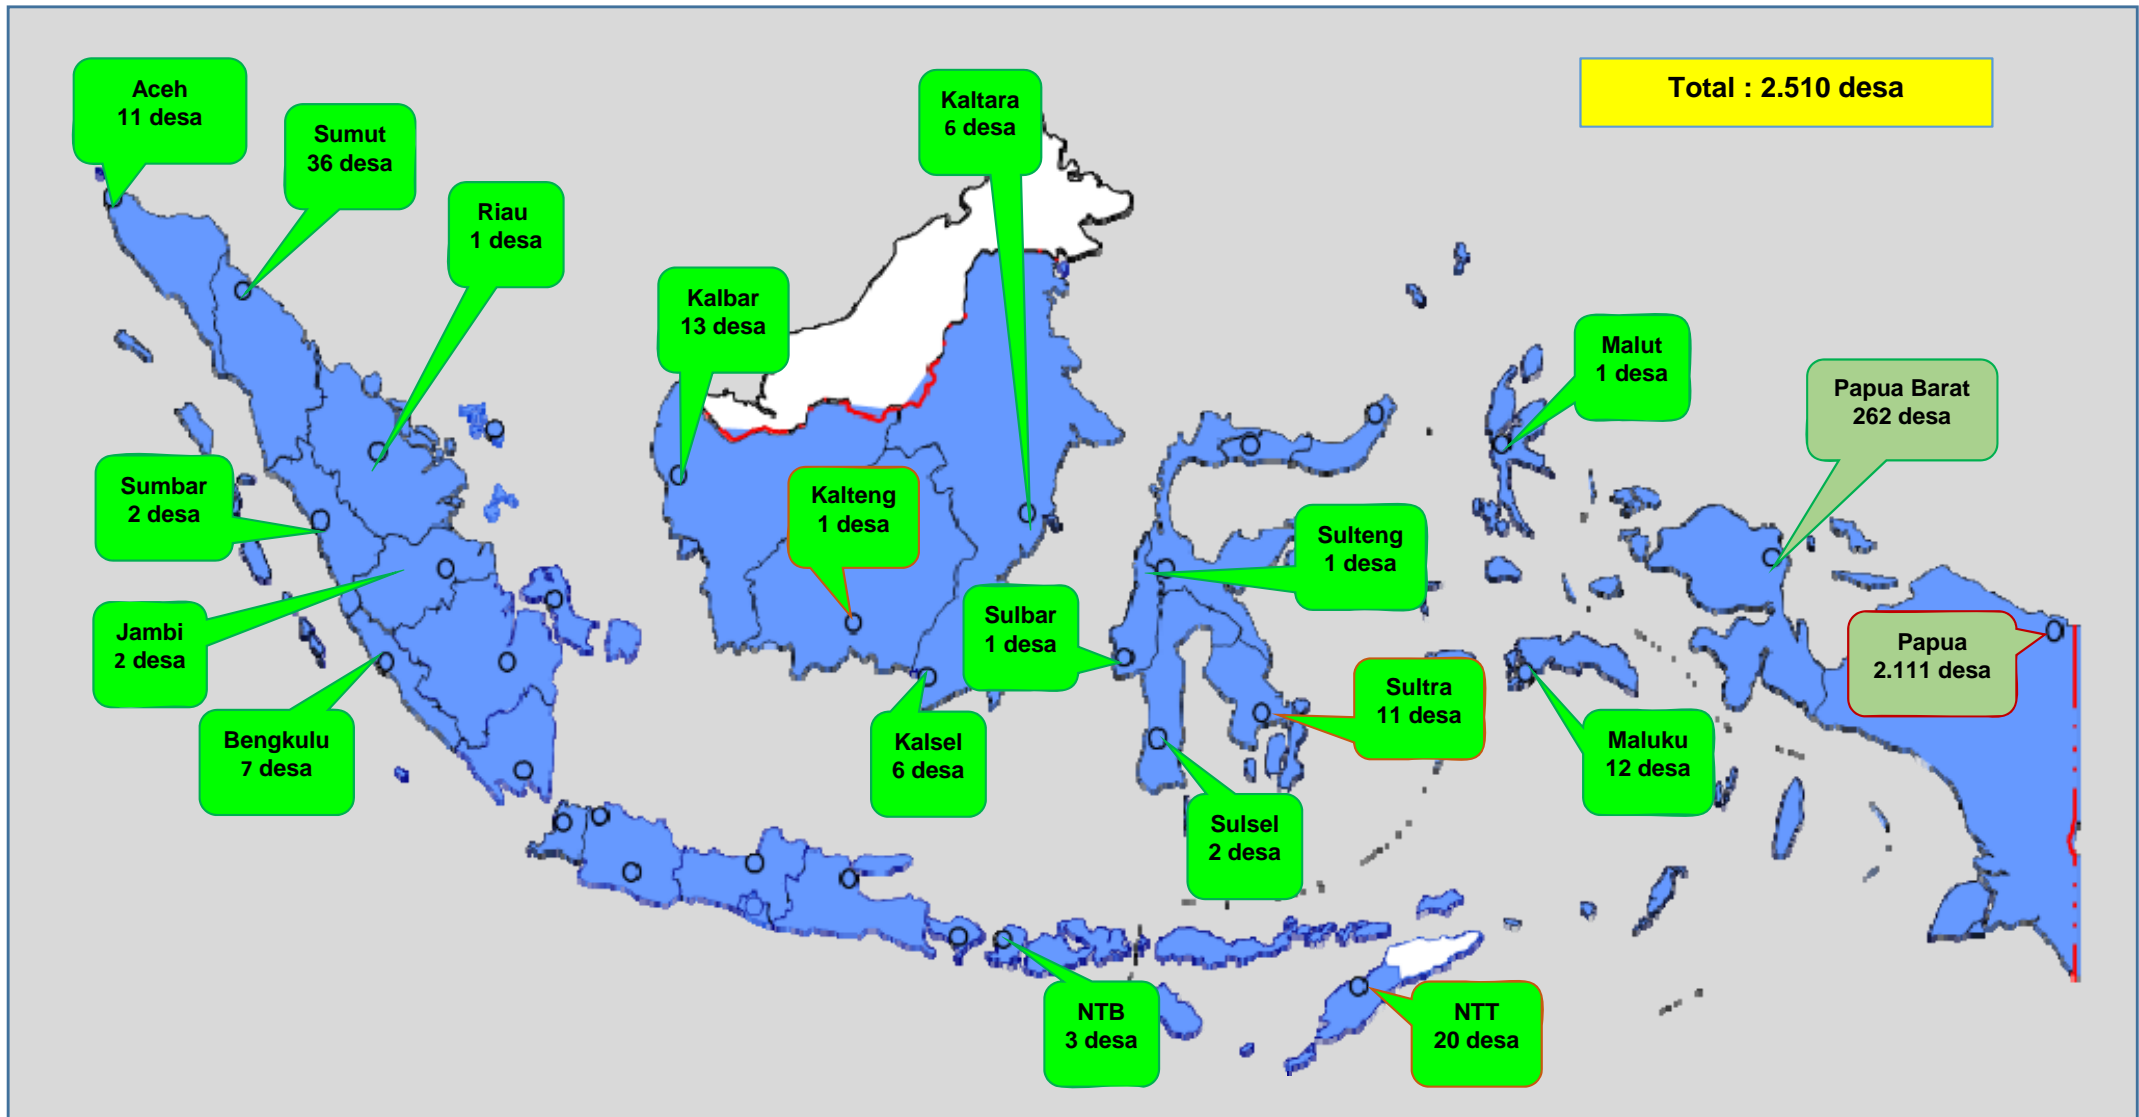 Total : 2.510 desa
Aceh
11 desa
Sumut
36 desa
Riau
1 desa
Kaltara
6 desa
Kalbar
13 desa
Malut
1 desa
Papua Barat
262 desa
Sumbar
2 desa
Kalteng
1 desa
Sulteng
1 desa
Jambi
2 desa
Sulbar
1 desa
Papua
2.111 desa
Bengkulu
7 desa
Kalsel
6 desa
Sultra
11 desa
Maluku
12 desa
Sulsel
2 desa
NTB
3 desa
NTT
20 desa